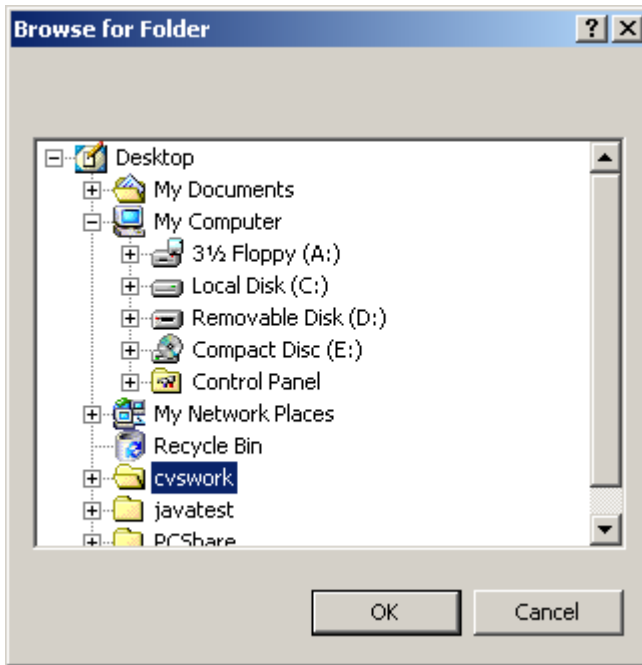 Browse for Folder
Desktop
My Documents
My Computer
3½ Floppy (A:)
Local Disk (C:)
Removable Disk (D:)
Compact Disc (E:)
Control Panel
My Network Places
Recycle Bin
cvswork
javatest
PCShare
OK Cancel